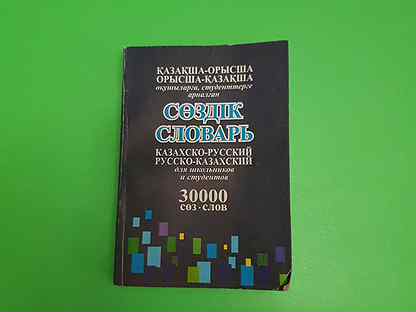 ҚАЗАҚША-ОРЫСША
ОРЫСША-ҚАЗАҚША
оқушыларға, студенттерге
арналған
СӨЗДІК
СЛОВАРЬ
КАЗАХСКО-РУССКИЙ
РУССКО-КАЗАХСКИЙ
для школьников
и студентов
30000
сөз - слов